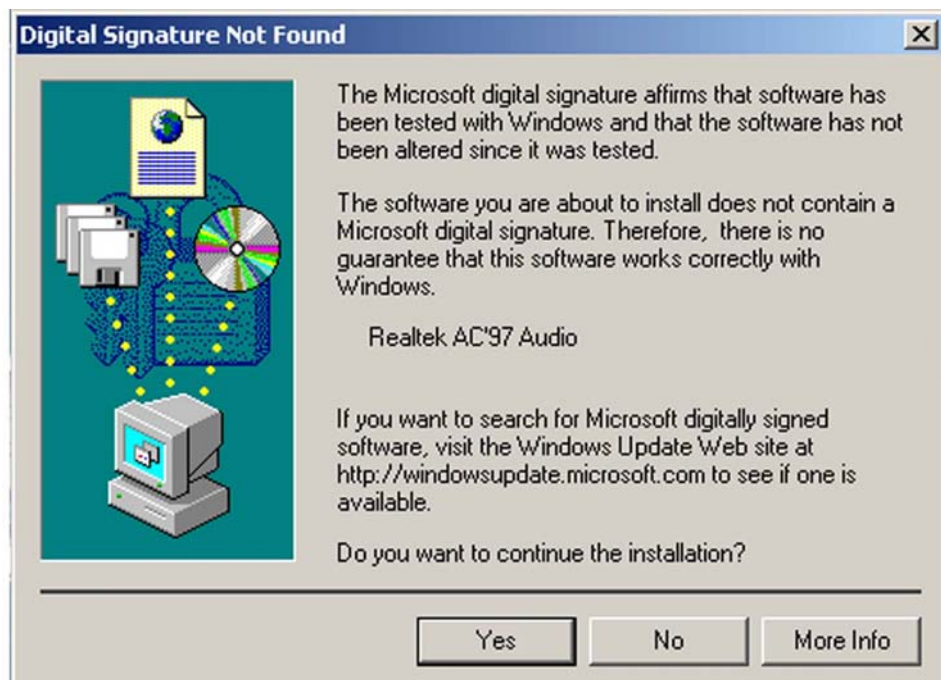 Digital Signature Not Found
The Microsoft digital signature affirms that software has
been tested with Windows and that the software has not
been altered since it was tested.
The software you are about to install does not contain a
Microsoft digital signature. Therefore,  there is no
guarantee that this software works correctly with
Windows.
Realtek AC'97 Audio
If you want to search for Microsoft digitally signed
software, visit the Windows Update Web site at
http://windowsupdate.microsoft.com to see if one is
available.
Do you want to continue the installation?
Yes
No
More Info